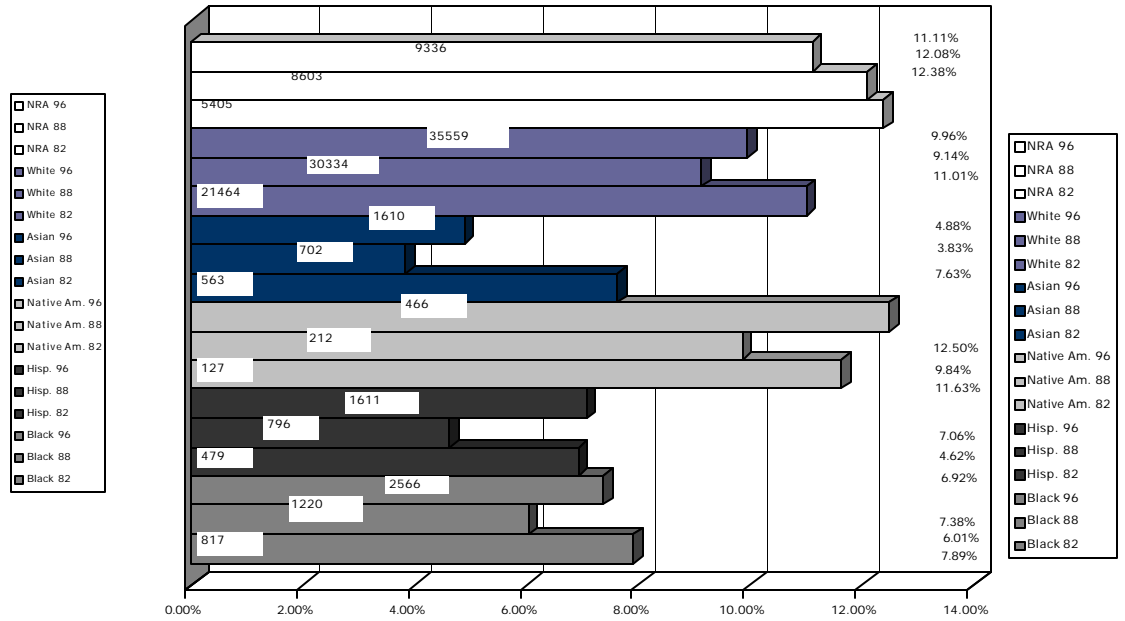 NRA 96
NRA 88
NRA 82
White 96
White 88
White 82
Asian 96
Asian 88
Asian 82
Native Am. 96
Native Am. 88
Native Am. 82
Hisp. 96
Hisp. 88
Hisp. 82
Black 96
Black 88
Black 82
9336
8603
5405
35559
30334
21464
1610
702
563
466
212
127
1611
796
479
2566
1220
817
11.11%
12.08%
12.38%
9.96%
9.14%
11.01%
4.88%
3.83%
7.63%
12.50%
9.84%
11.63%
7.06%
4.62%
6.92%
7.38%
6.01%
7.89%
0.00% 2.00% 4.00% 6.00% 8.00% 10.00% 12.00% 14.00%
NRA 96
NRA 88
NRA 82
White 96
White 88
White 82
Asian 96
Asian 88
Asian 82
Native Am. 96
Native Am. 88
Native Am. 82
Hisp. 96
Hisp. 88
Hisp. 82
Black 96
Black 88
Black 82